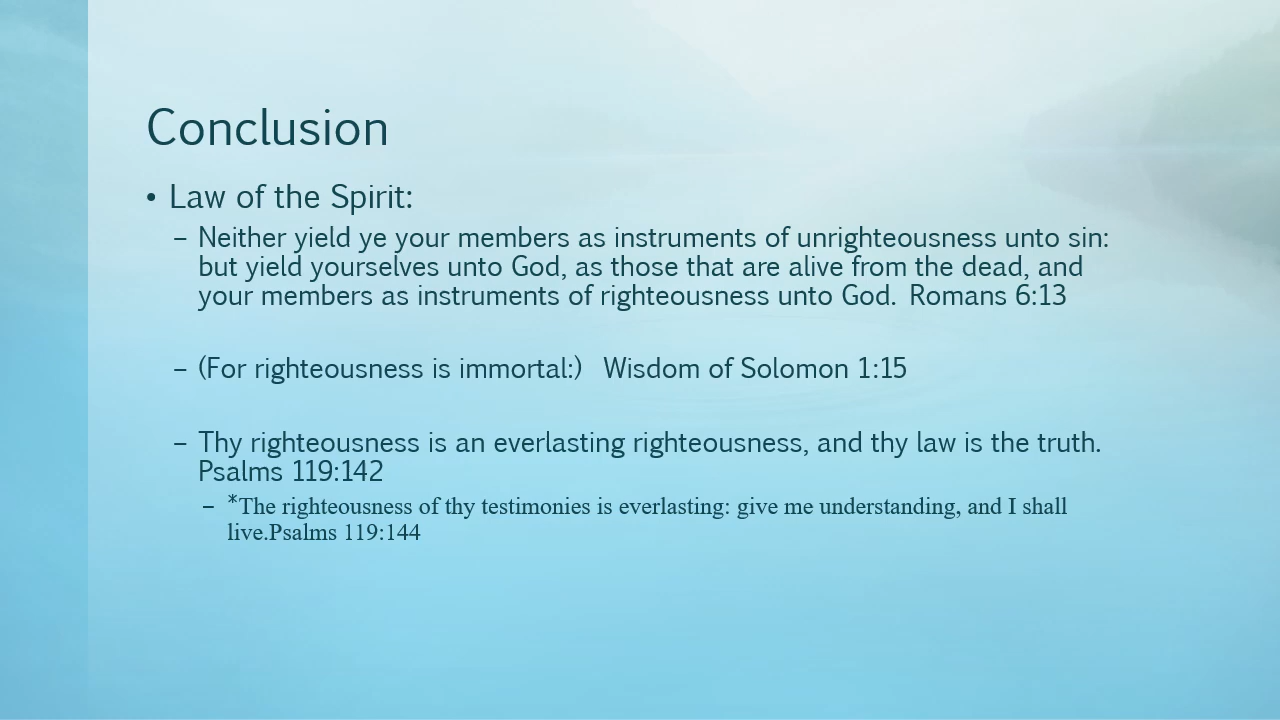 Conclusion
• Law of the Spirit:
– Neither yield ye your members as instruments of unrighteousness unto sin:
but yield yourselves unto God, as those that are alive from the dead, and
your members as instruments of righteousness unto God. Romans 6:13
– (For righteousness is immortal:) Wisdom of Solomon 1:15
– Thy righteousness is an everlasting righteousness, and thy law is the truth.
Psalms 119:142
– *The righteousness of thy testimonies is everlasting: give me understanding, and I shall
live.Psalms 119:144